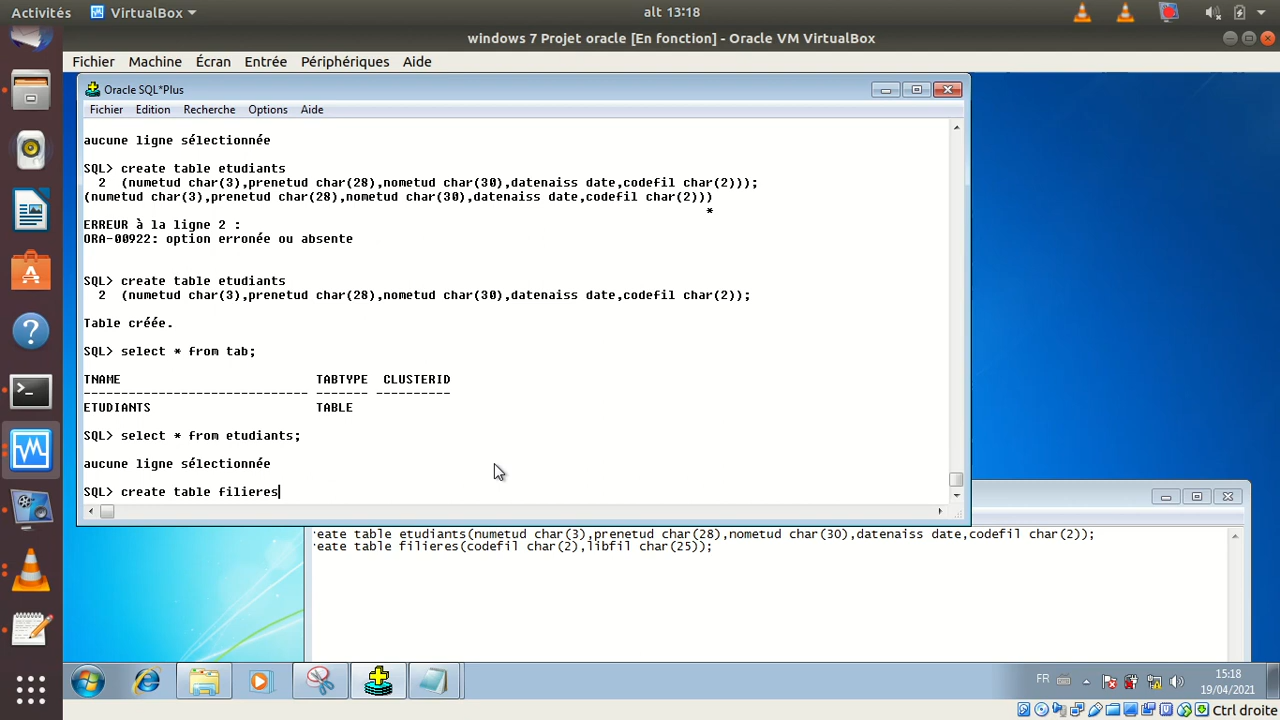 Activités VirtualBox alt 13:18
windows 7 Projet oracle [En fonction] - Oracle VM VirtualBox
Fichier Machine Écran Entrée Périphériques Aide
Oracle SQL*Plus
Fichier Edition Recherche Options Aide
aucune ligne sélectionnée
SQL> create table etudiants
2 (numetud char(3),prenetud char(28),nometud char(30),datenaiss date,codefil char(2)));
(numetud char(3),prenetud char(28),nometud char(30),datenaiss date,codefil char(2)))
*
ERREUR à la ligne 2 :
ORA-00922: option erronée ou absente
SQL> create table etudiants
2 (numetud char(3),prenetud char(28),nometud char(30),datenaiss date,codefil char(2));
Table créée.
SQL> select * from tab;
TNAME TABTYPE CLUSTERID
------------------------------ ------- ----------
ETUDIANTS TABLE
SQL> select * from etudiants;
aucune ligne sélectionnée
SQL> create table filieres
reate table etudiants(numetud char(3),prenetud char(28),nometud char(30),datenaiss date,codefil char(2));
reate table filieres(codefil char(2),libfil char(25));
FR 15:18
19/04/2021
Ctrl droite